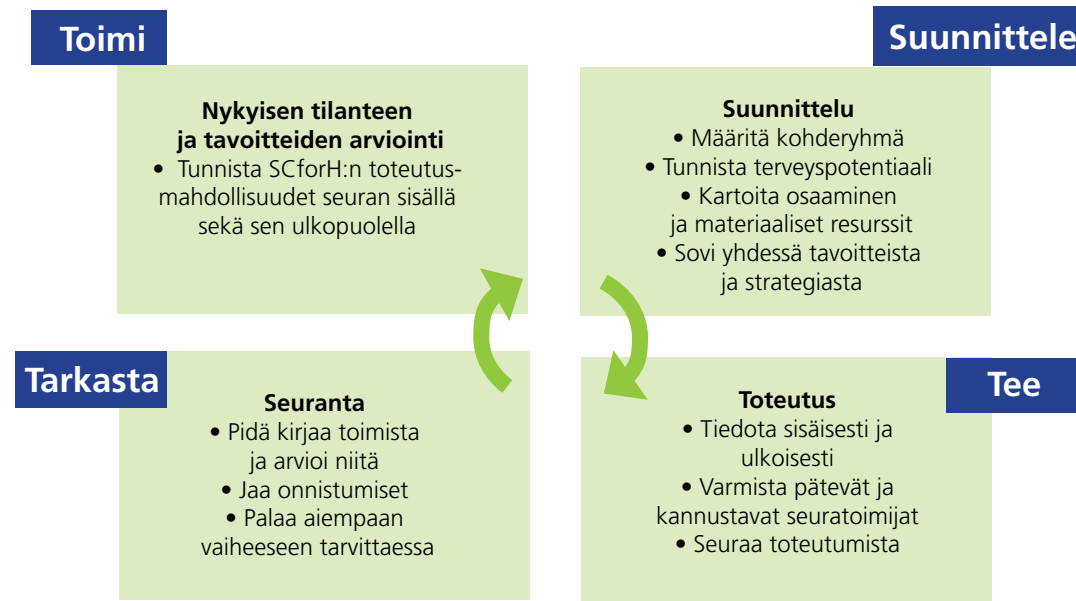 Toimi
Nykyisen tilanteen
ja tavoitteiden arviointi
• Tunnista SCforH:n toteutus-
mahdollisuudet seuran sisällä
sekä sen ulkopuolella
Suunnittele
Suunnittelu
• Määritä kohderyhmä
• Tunnista terveyspotentiaali
• Kartoita osaaminen
ja materiaaliset resurssit
• Sovi yhdessä tavoitteista
ja strategiasta
Tarkasta
Seuranta
• Pidä kirjaa toimista
ja arvioi niitä
• Jaa onnistumiset
• Palaa aiempaan
vaiheeseen tarvittaessa
Tee
Toteutus
• Tiedota sisäisesti ja
ulkoisesti
• Varmista pätevät ja
kannustavat seuratoimijat
• Seuraa toteutumista